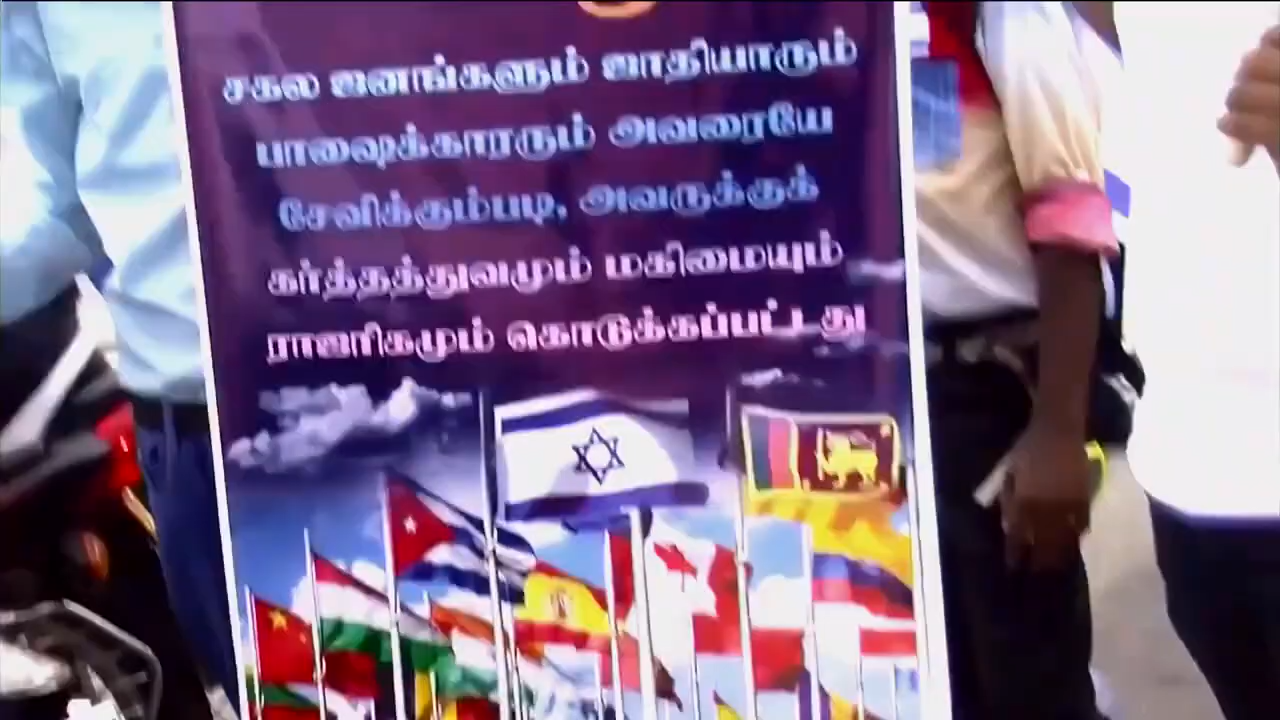 சகல ஜனங்களும் ஜாதியாரும்
பாஷைக்காரரும் அவரையே
சேவிக்கும்படி, அவருக்குக்
கர்த்தத்துவமும் மகிமையும்
ராஜரிகமும் கொடுக்கப்பட்டது